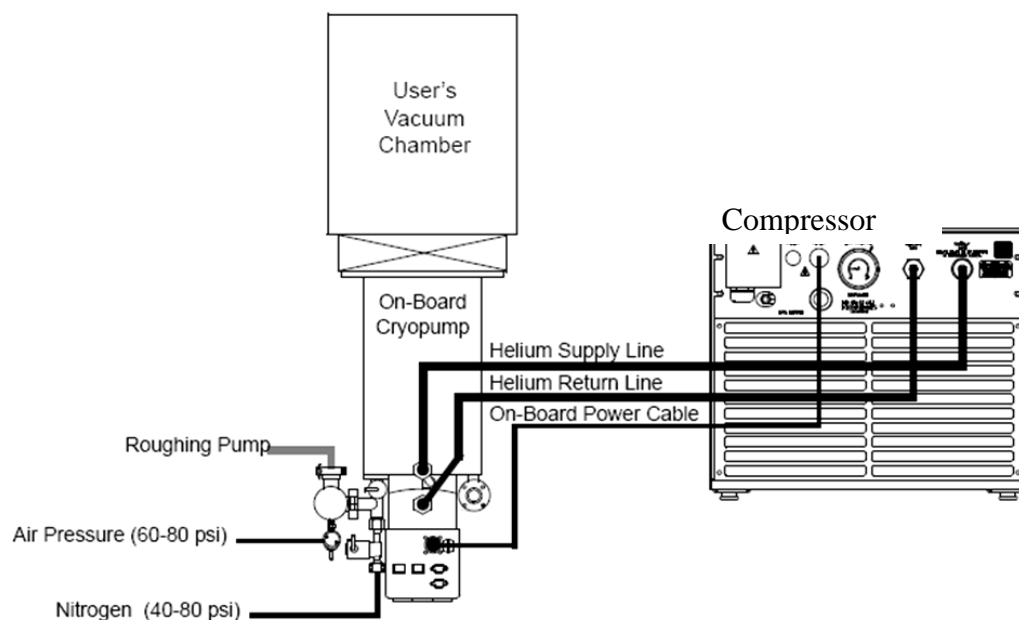 User's
Vacuum
Chamber
Compressor
On-Board
Cryopump
Helium Supply Line
Helium Return Line
On-Board Power Cable
Roughing Pump
Air Pressure (60-80 psi)
Nitrogen (40-80 psi)